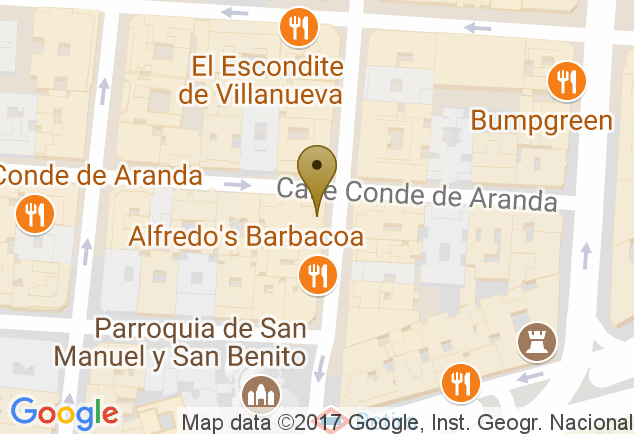 El Escondite
de Villanueva
Bumpgreen
Conde de Aranda
Calle Conde de Aranda
Alfredo's Barbacoa
Parroquia de San
Manuel y San Benito
Retiro
Google
Map data ©2017 Google, Inst. Geogr. Nacional